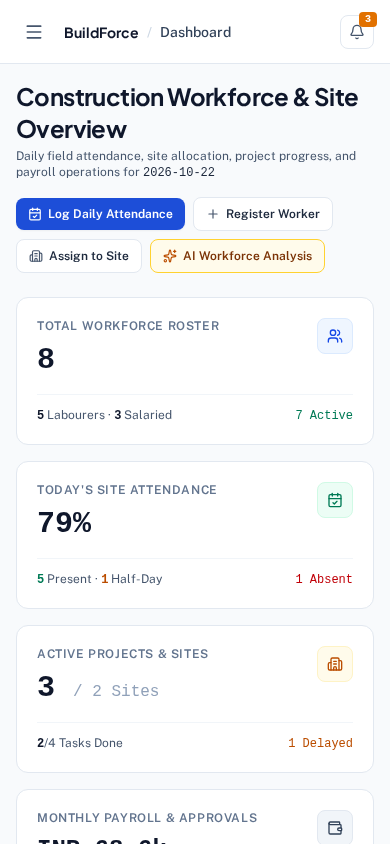 BuildForce / Dashboard
3
Construction Workforce & Site
Overview
Daily field attendance, site allocation, project progress, and
payroll operations for 2026-10-22
Log Daily Attendance
Register Worker
Assign to Site
AI Workforce Analysis
TOTAL WORKFORCE ROSTER
8
5 Labourers · 3 Salaried
7 Active
TODAY'S SITE ATTENDANCE
79%
5 Present · 1 Half-Day
1 Absent
ACTIVE PROJECTS & SITES
3 / 2 Sites
2/4 Tasks Done
1 Delayed
MONTHLY PAYROLL & APPROVALS